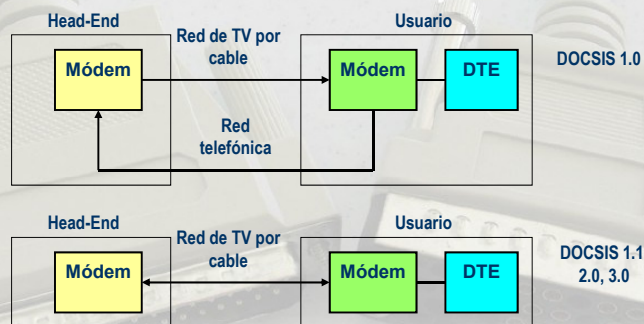 Head-End
Red de TV por
cable
Usuario
Módem
Módem
DTE
DOCSIS 1.0
Red
telefónica
Head-End
Red de TV por
cable
Usuario
Módem
Módem
DTE
DOCSIS 1.1
2.0, 3.0